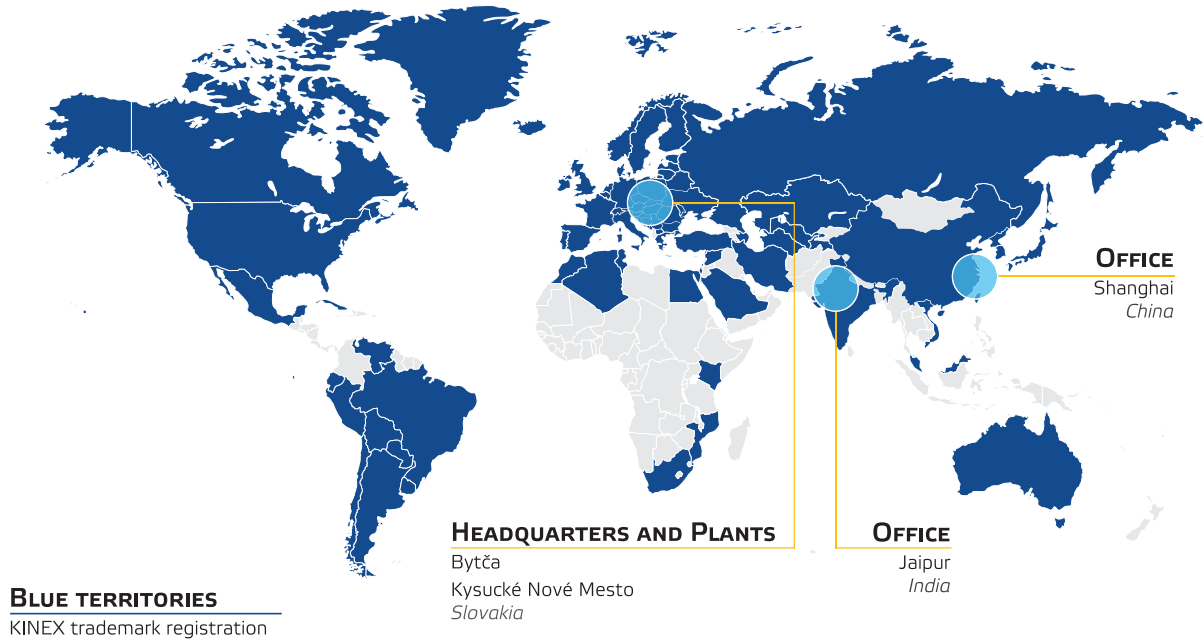 OFFICE
Shanghai
China
HEADQUARTERS AND PLANTS
Bytča
Kysucké Nové Mesto
Slovakia
OFFICE
Jaipur
India
BLUE TERRITORIES
KINEX trademark registration